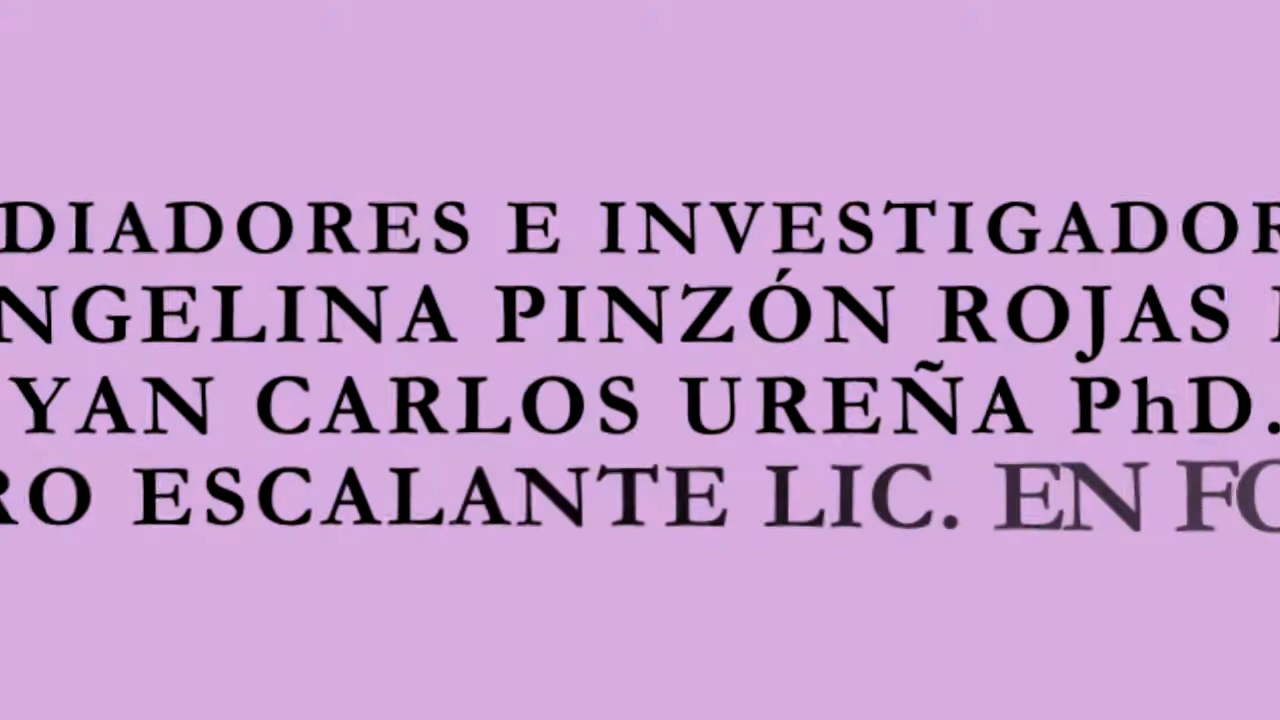 DIADORES E INVESTIGADOR
NGELINA PINZÓN ROJAS
YAN CARLOS UREÑA PhD.
RO ESCALANTE LIC. EN FO